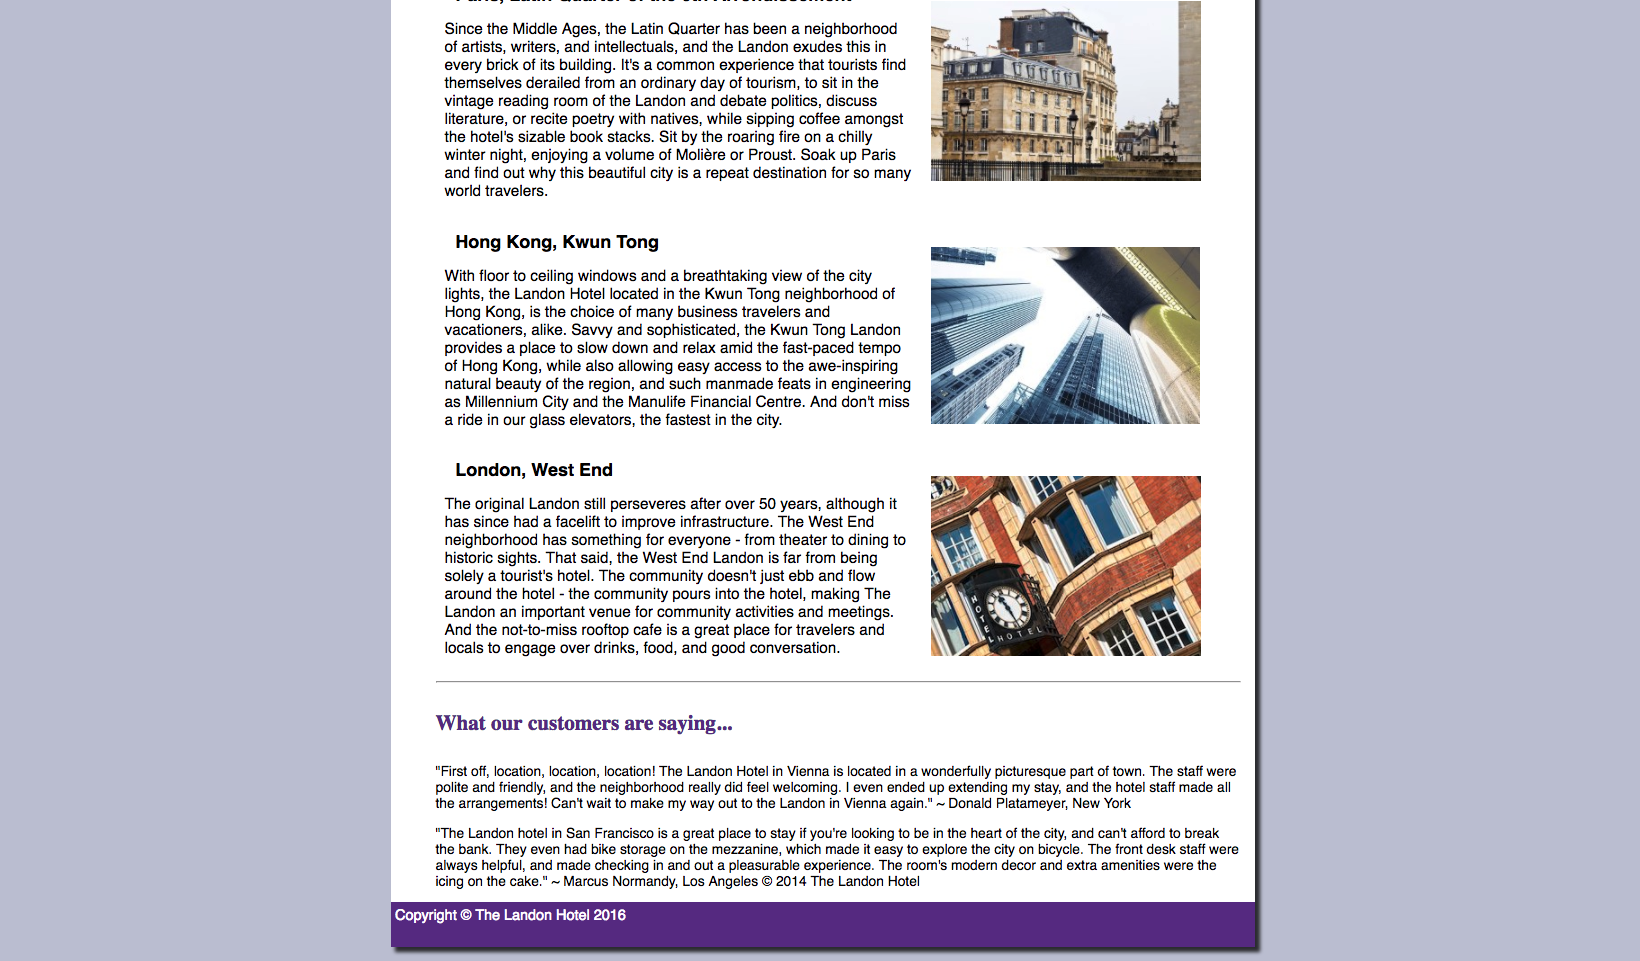 Paris, Latin Quarter of the 5th Arrondissement
Since the Middle Ages, the Latin Quarter has been a neighborhood
of artists, writers, and intellectuals, and the Landon exudes this in
every brick of its building. It's a common experience that tourists find
themselves derailed from an ordinary day of tourism, to sit in the
vintage reading room of the Landon and debate politics, discuss
literature, or recite poetry with natives, while sipping coffee amongst
the hotel's sizable book stacks. Sit by the roaring fire on a chilly
winter night, enjoying a volume of Molière or Proust. Soak up Paris
and find out why this beautiful city is a repeat destination for so many
world travelers.
Hong Kong, Kwun Tong
With floor to ceiling windows and a breathtaking view of the city
lights, the Landon Hotel located in the Kwun Tong neighborhood of
Hong Kong, is the choice of many business travelers and
vacationers, alike. Savvy and sophisticated, the Kwun Tong Landon
provides a place to slow down and relax amid the fast-paced tempo
of Hong Kong, while also allowing easy access to the awe-inspiring
natural beauty of the region, and such manmade feats in engineering
as Millennium City and the Manulife Financial Centre. And don't miss
a ride in our glass elevators, the fastest in the city.
London, West End
The original Landon still perseveres after over 50 years, although it
has since had a facelift to improve infrastructure. The West End
neighborhood has something for everyone - from theater to dining to
historic sights. That said, the West End Landon is far from being
solely a tourist's hotel. The community doesn't just ebb and flow
around the hotel - the community pours into the hotel, making The
Landon an important venue for community activities and meetings.
And the not-to-miss rooftop cafe is a great place for travelers and
locals to engage over drinks, food, and good conversation.
HOTEL
HOTEL
What our customers are saying...
"First off, location, location, location! The Landon Hotel in Vienna is located in a wonderfully picturesque part of town. The staff were
polite and friendly, and the neighborhood really did feel welcoming. I even ended up extending my stay, and the hotel staff made all
the arrangements! Can't wait to make my way out to the Landon in Vienna again." ~ Donald Platameyer, New York
"The Landon hotel in San Francisco is a great place to stay if you're looking to be in the heart of the city, and can't afford to break
the bank. They even had bike storage on the mezzanine, which made it easy to explore the city on bicycle. The front desk staff were
always helpful, and made checking in and out a pleasurable experience. The room's modern decor and extra amenities were the
icing on the cake." ~ Marcus Normandy, Los Angeles © 2014 The Landon Hotel
Copyright © The Landon Hotel 2016